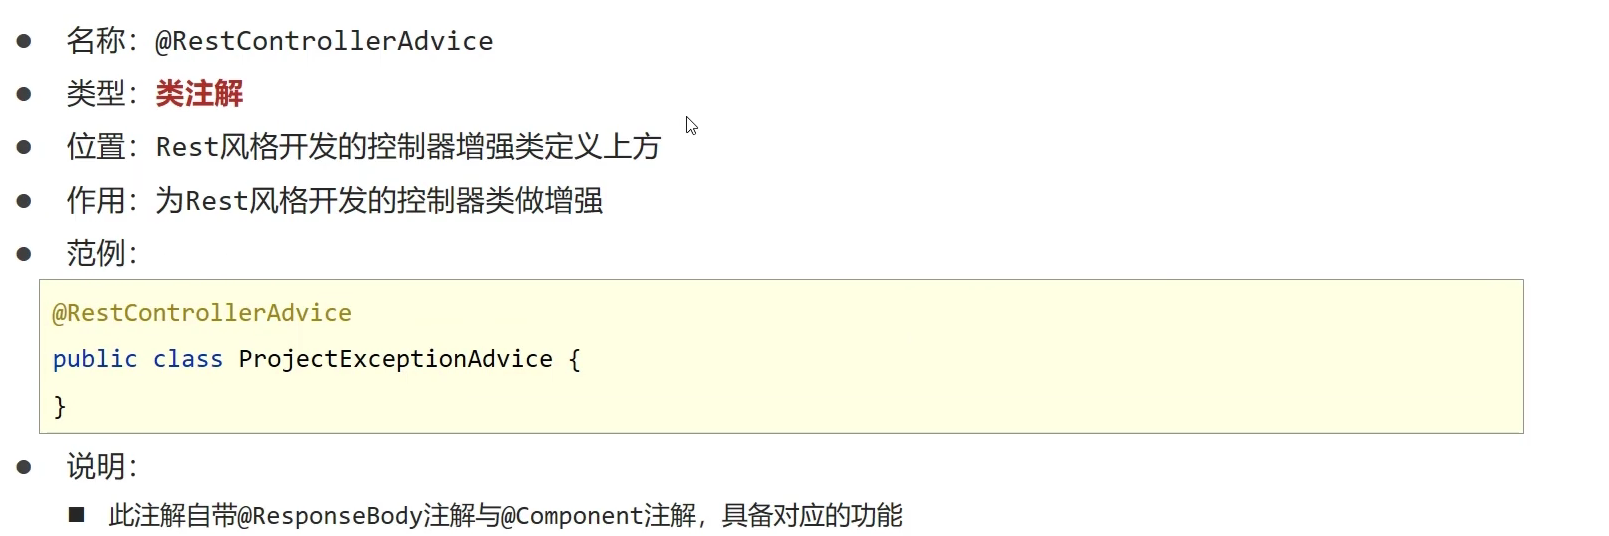 名称：@RestControllerAdvice
类型：类注解
位置：Rest风格开发的控制器增强类定义上方
作用：为Rest风格开发的控制器类做增强
范例：
@RestControllerAdvice
public class ProjectExceptionAdvice {
}
说明：
此注解自带@ResponseBody注解与@Component注解，具备对应的功能